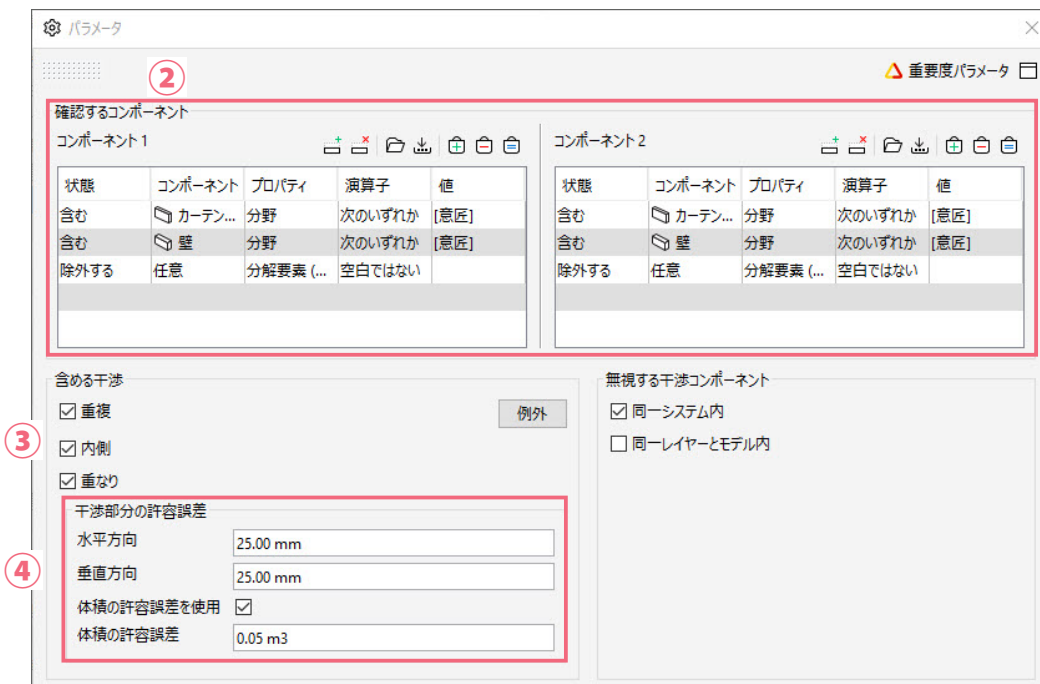 パラメータ
②
重要度パラメータ
確認するコンポーネント
コンポーネント 1
状態 コンポーネント プロパティ 演算子 値
含む カーテン... 分野 次のいずれか [意匠]
含む 壁 分野 次のいずれか [意匠]
除外する 任意 分解要素 (... 空白ではない
コンポーネント 2
状態 コンポーネント プロパティ 演算子 値
含む カーテン... 分野 次のいずれか [意匠]
含む 壁 分野 次のいずれか [意匠]
除外する 任意 分解要素 (... 空白ではない
含める干渉
重複
例外
③
内側
重なり
干渉部分の許容誤差
水平方向 25.00 mm
④
垂直方向 25.00 mm
体積の許容誤差を使用
体積の許容誤差 0.05 m3
無視する干渉コンポーネント
同一システム内
同一レイヤーとモデル内